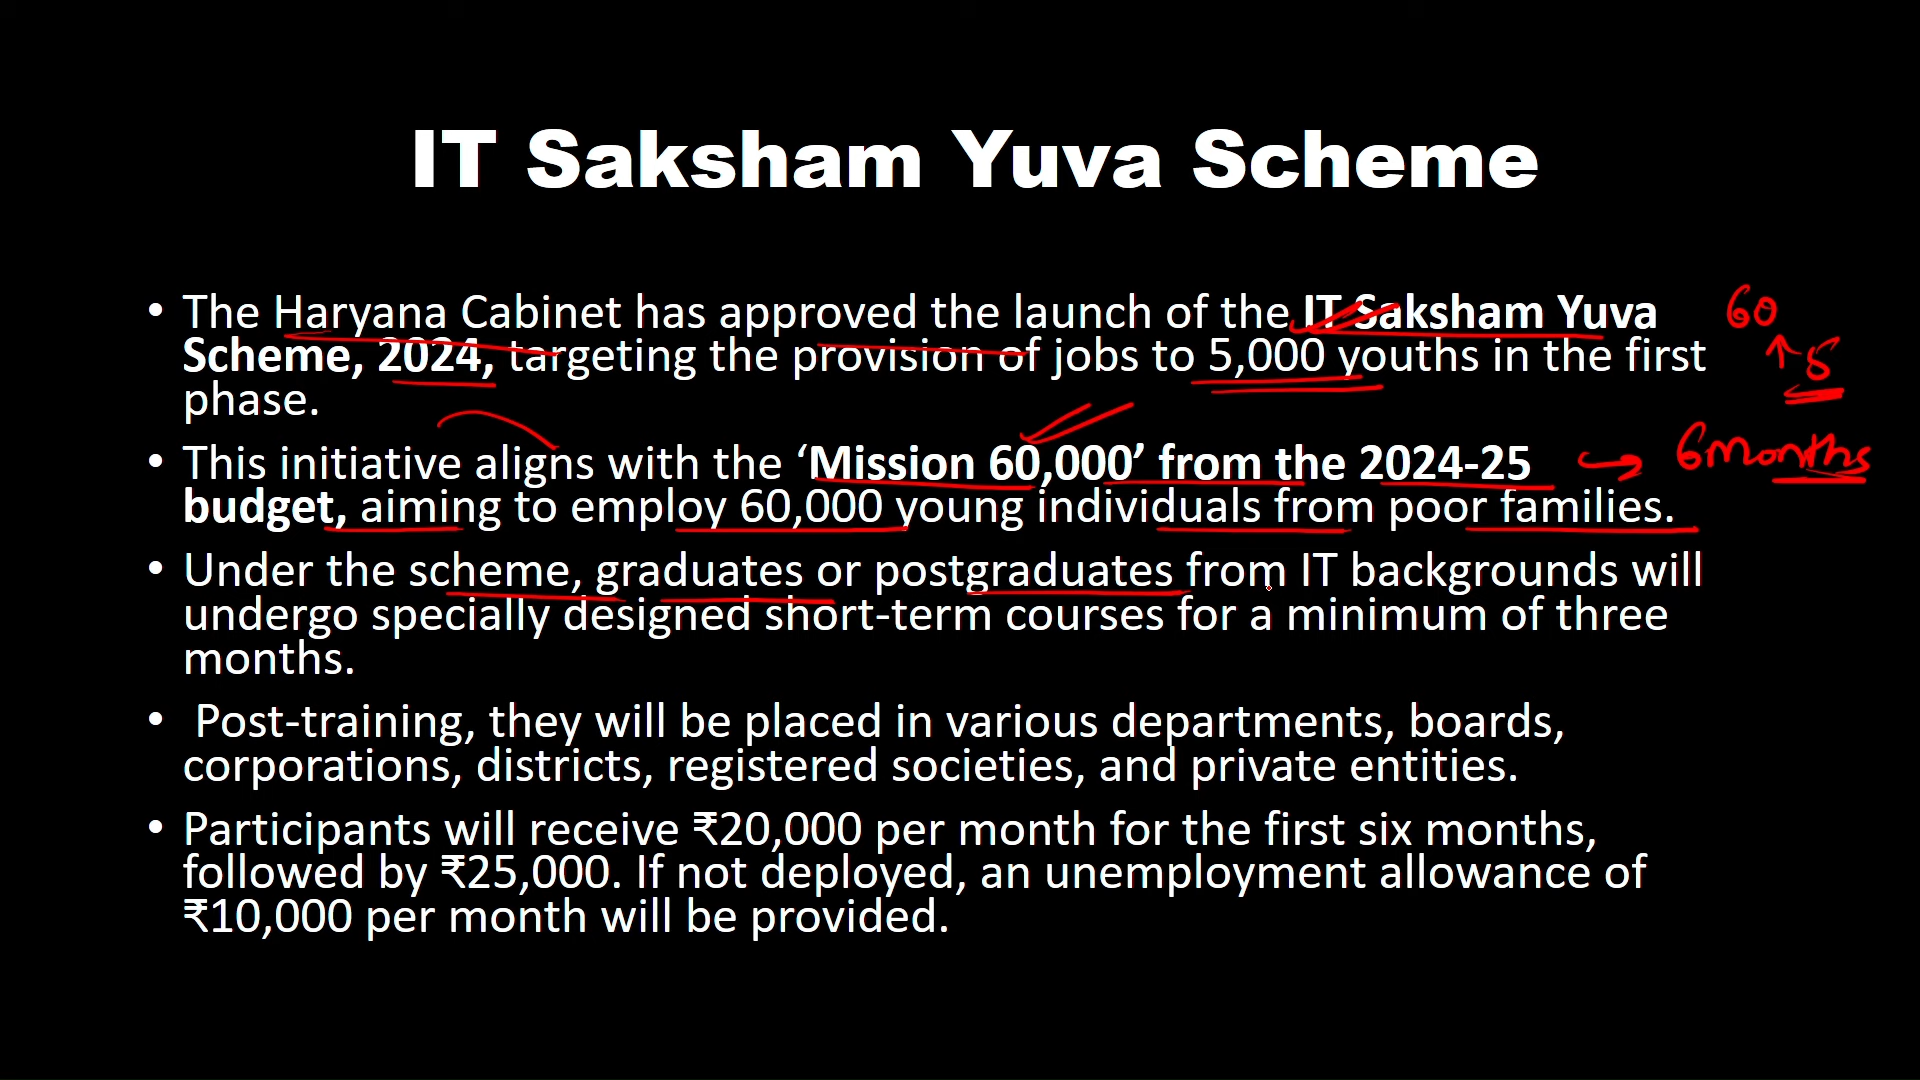 IT Saksham Yuva Scheme
• The Haryana Cabinet has approved the launch of the IT Saksham Yuva
Scheme, 2024, targeting the provision of jobs to 5,000 youths in the first
phase.
60
5
• This initiative aligns with the ‘Mission 60,000’ from the 2024-25
budget, aiming to employ 60,000 young individuals from poor families.
6 months
• Under the scheme, graduates or postgraduates from IT backgrounds will
undergo specially designed short-term courses for a minimum of three
months.
• Post-training, they will be placed in various departments, boards,
corporations, districts, registered societies, and private entities.
• Participants will receive ₹20,000 per month for the first six months,
followed by ₹25,000. If not deployed, an unemployment allowance of
₹10,000 per month will be provided.